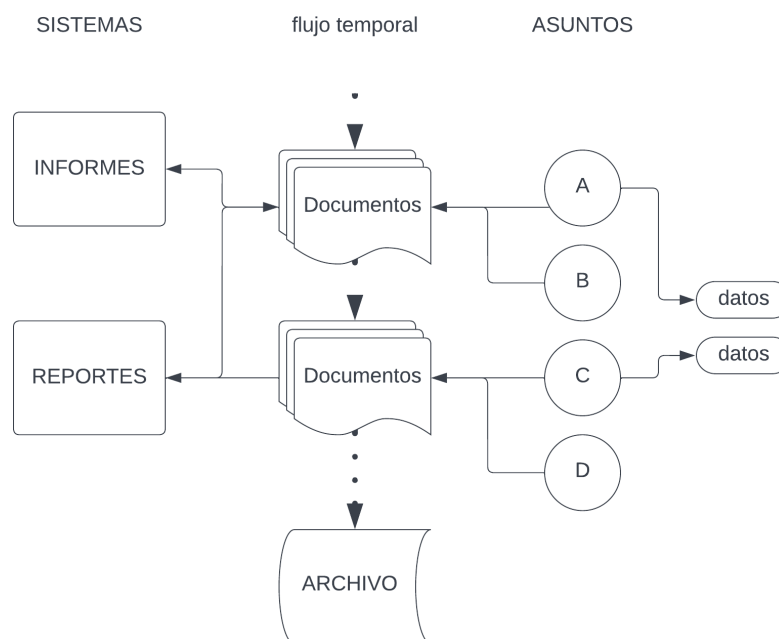 SISTEMAS
flujo temporal
ASUNTOS
INFORMES
Documentos
A
B
datos
datos
REPORTES
Documentos
C
D
ARCHIVO